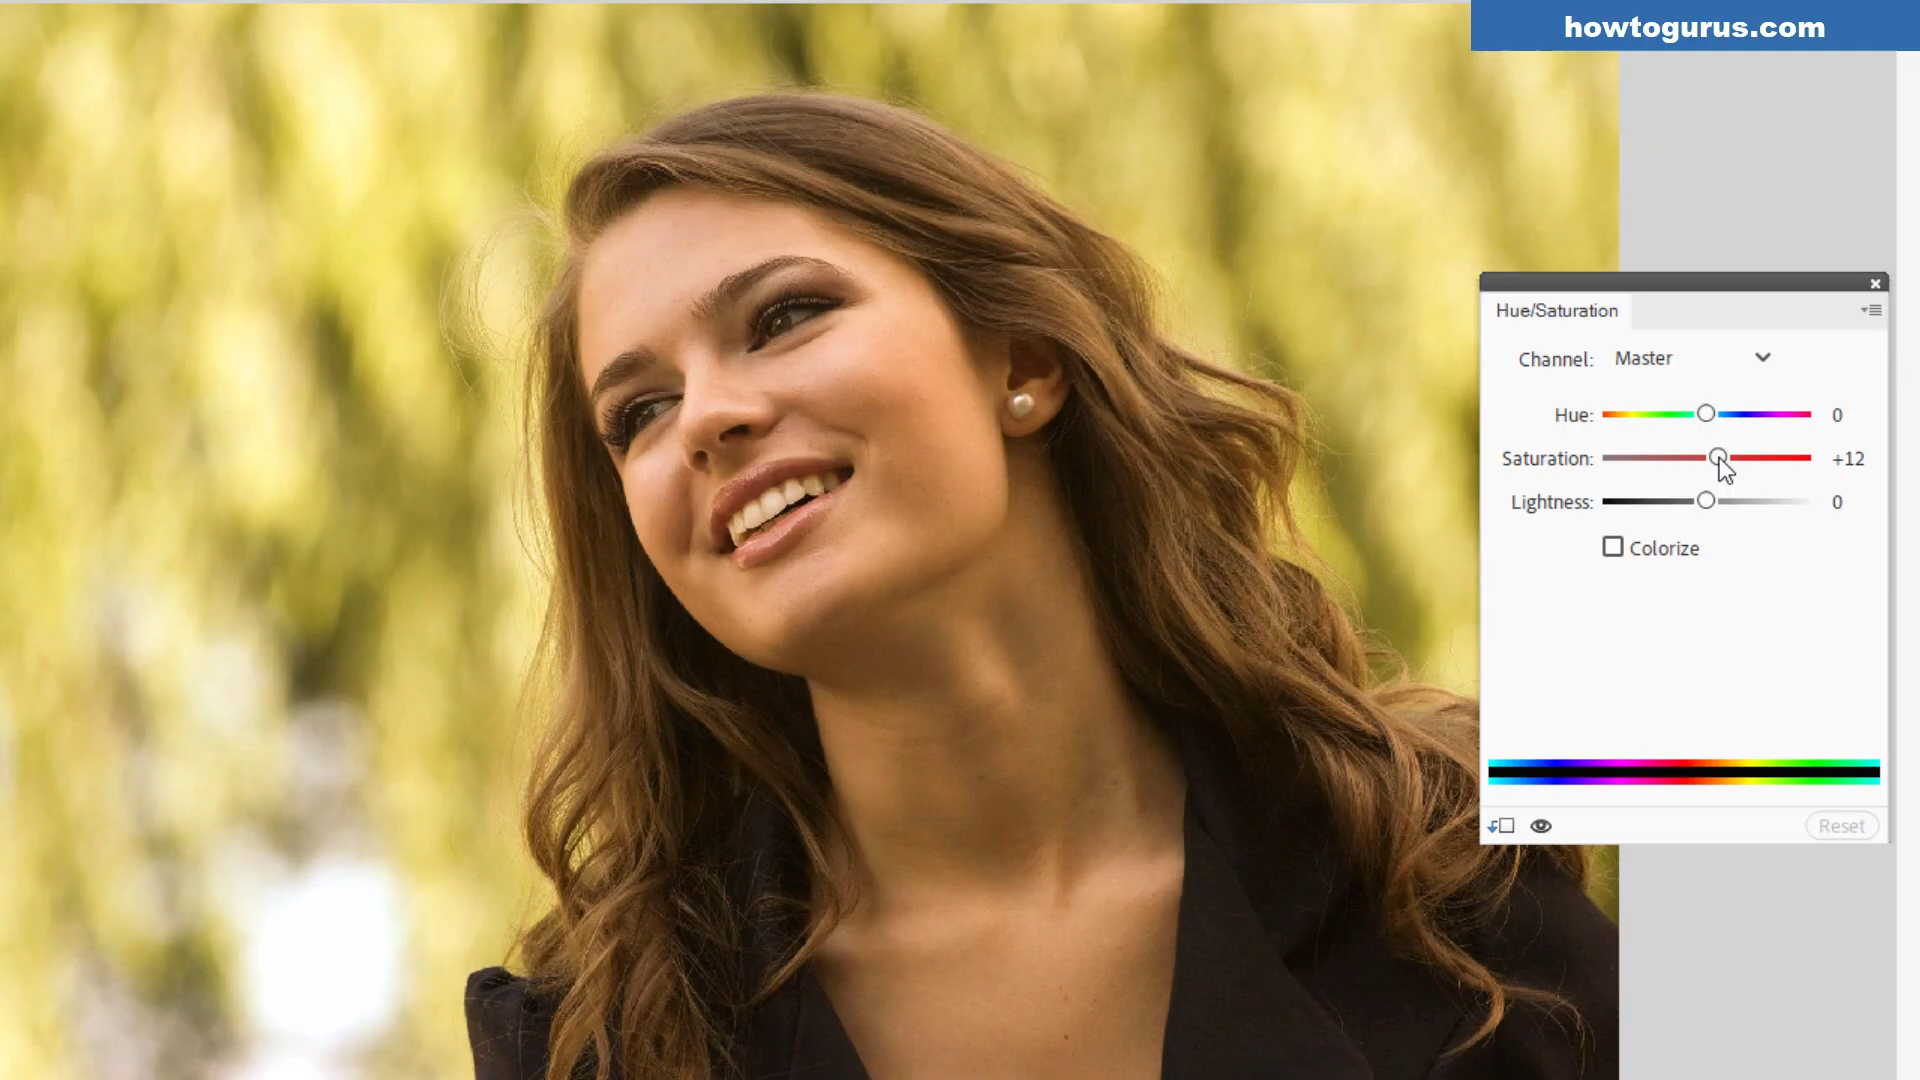 howtogurus.com
Hue/Saturation
Channel: Master
Hue: 0
Saturation: +12
Lightness: 0
Colorize
Reset